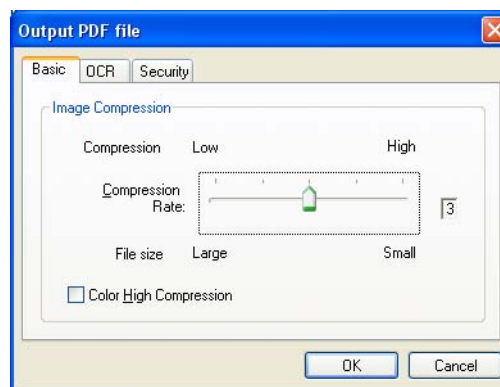 Output PDF file
Basic OCR Security
Image Compression
Compression Low High
Compression
Rate:
3
File size Large Small
Color High Compression
OK Cancel